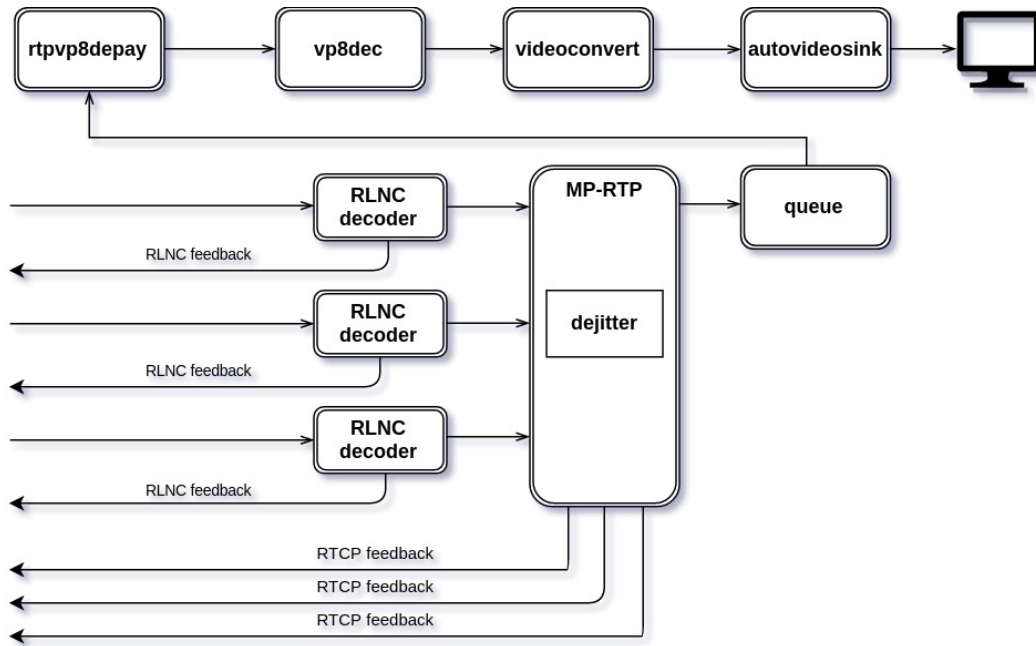 rtpvp8depay
vp8dec
videoconvert
autovideosink
RLNC
decoder
MP-RTP
queue
RLNC feedback
RLNC
decoder
dejitter
RLNC feedback
RLNC
decoder
RLNC feedback
RTCP feedback
RTCP feedback
RTCP feedback